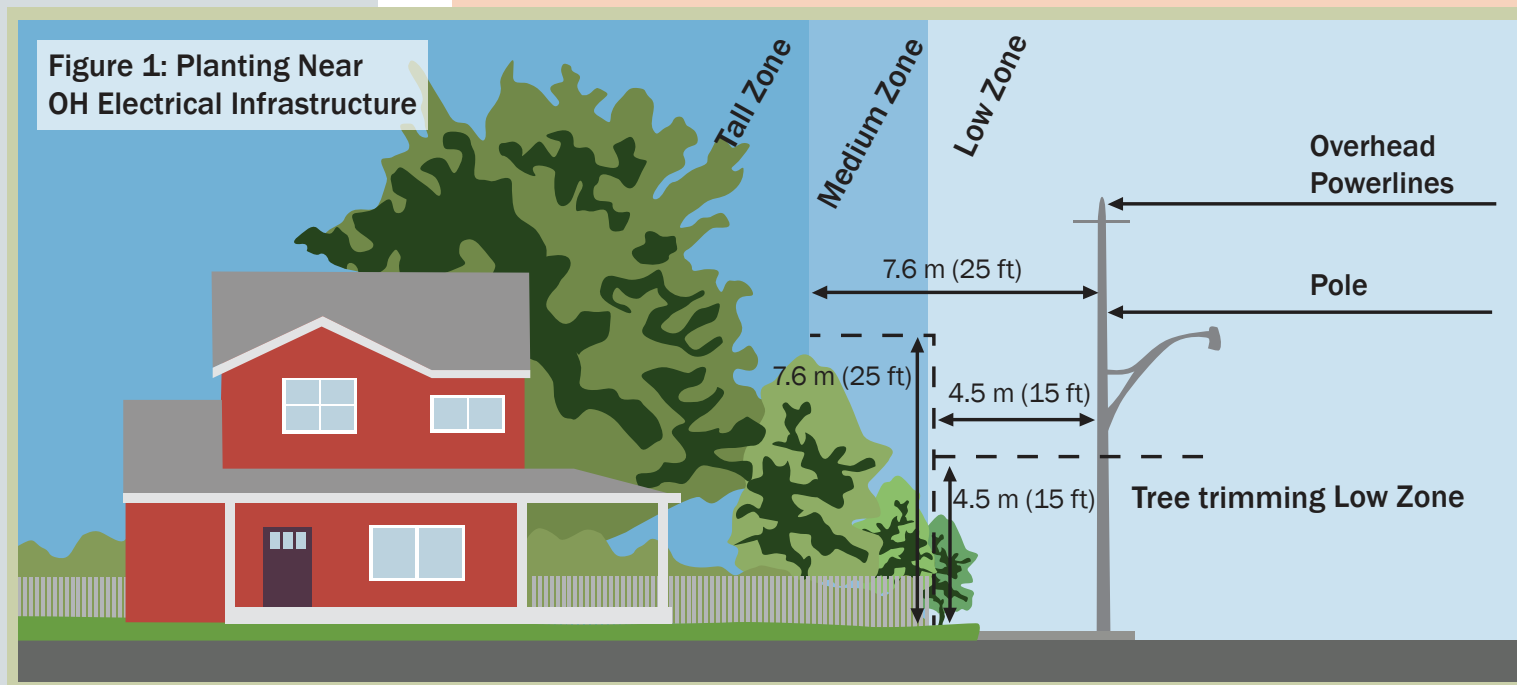 Figure 1: Planting Near
OH Electrical Infrastructure
Tall Zone
Medium Zone
Low Zone
Overhead
Powerlines
7.6 m (25 ft)
Pole
7.6 m (25 ft)
4.5 m (15 ft)
4.5 m (15 ft)
Tree trimming Low Zone